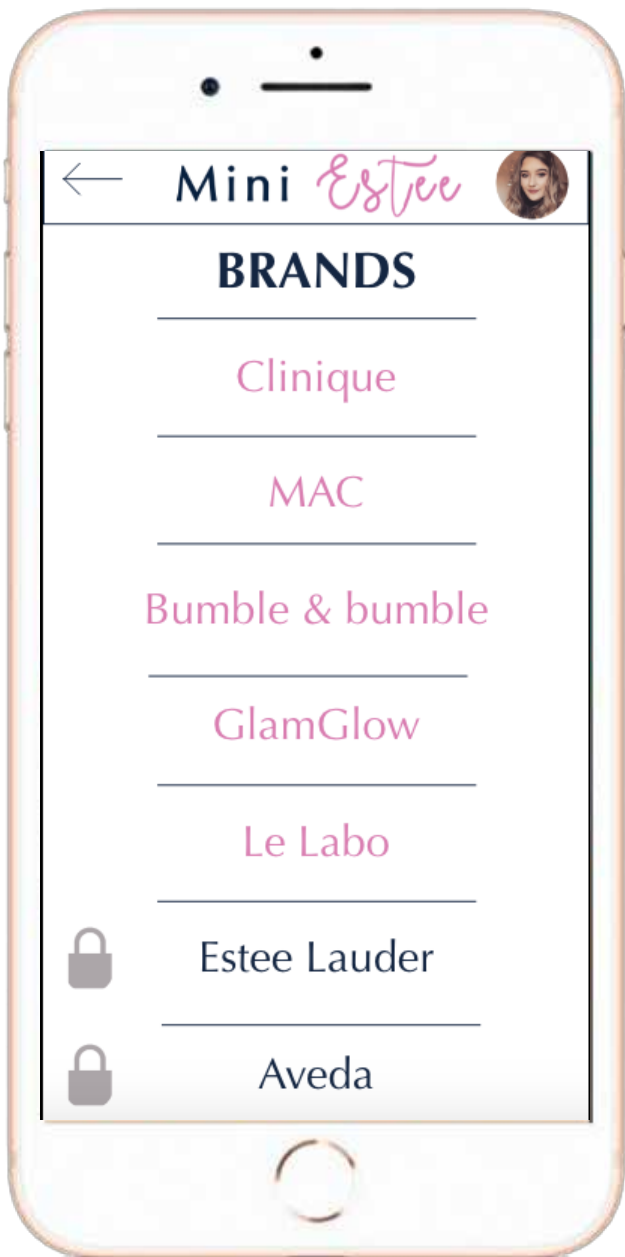 Mini Estee
BRANDS
Clinique
MAC
Bumble & bumble
GlamGlow
Le Labo
Estee Lauder
Aveda